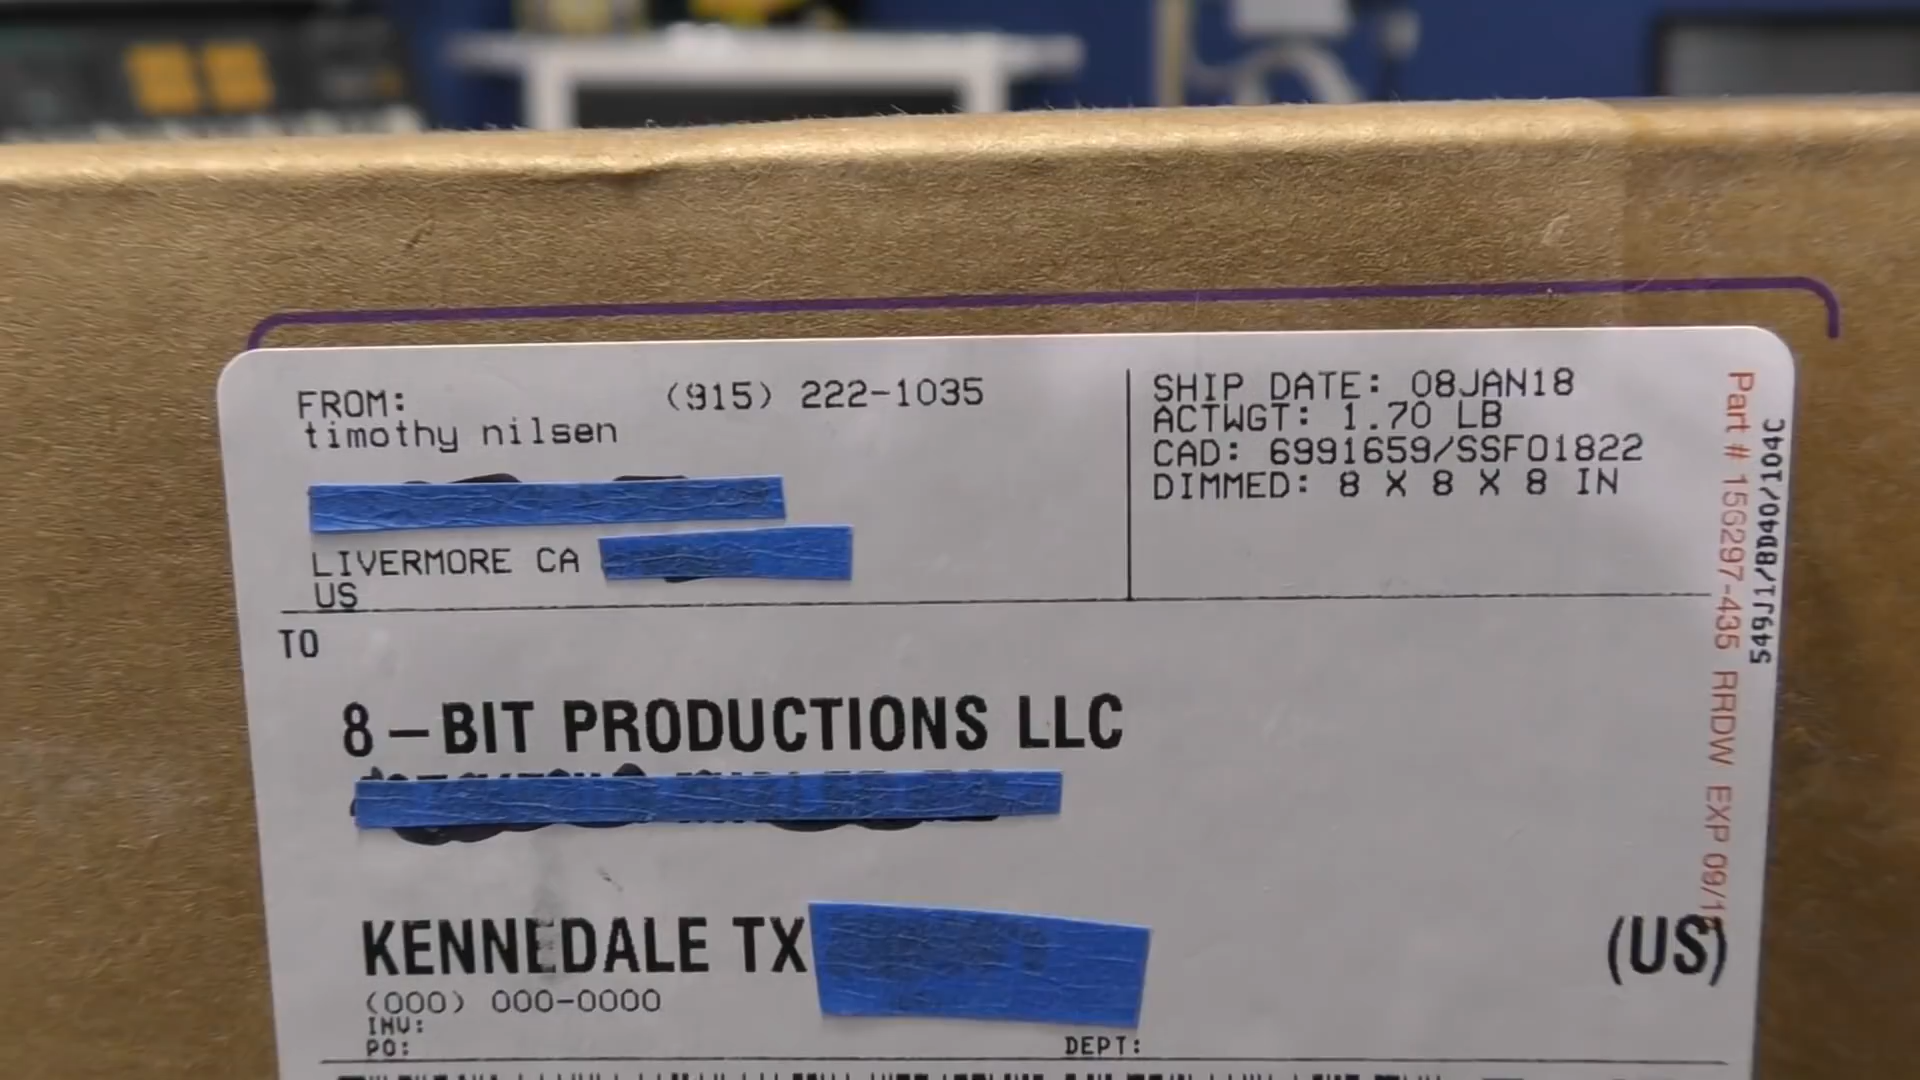 FROM: (915) 222-1035
timothy nilsen
LIVERMORE CA
US
SHIP DATE: 08JAN18
ACTWGT: 1.70 LB
CAD: 6991659/SSFO1822
DIMMED: 8 X 8 X 8 IN
TO
8-BIT PRODUCTIONS LLC
KENNEDALE TX
(US)
(000) 000-0000
INV:
PO:
DEPT:
Part # 156297-435 RRDW EXP
549J1/8D40/104C